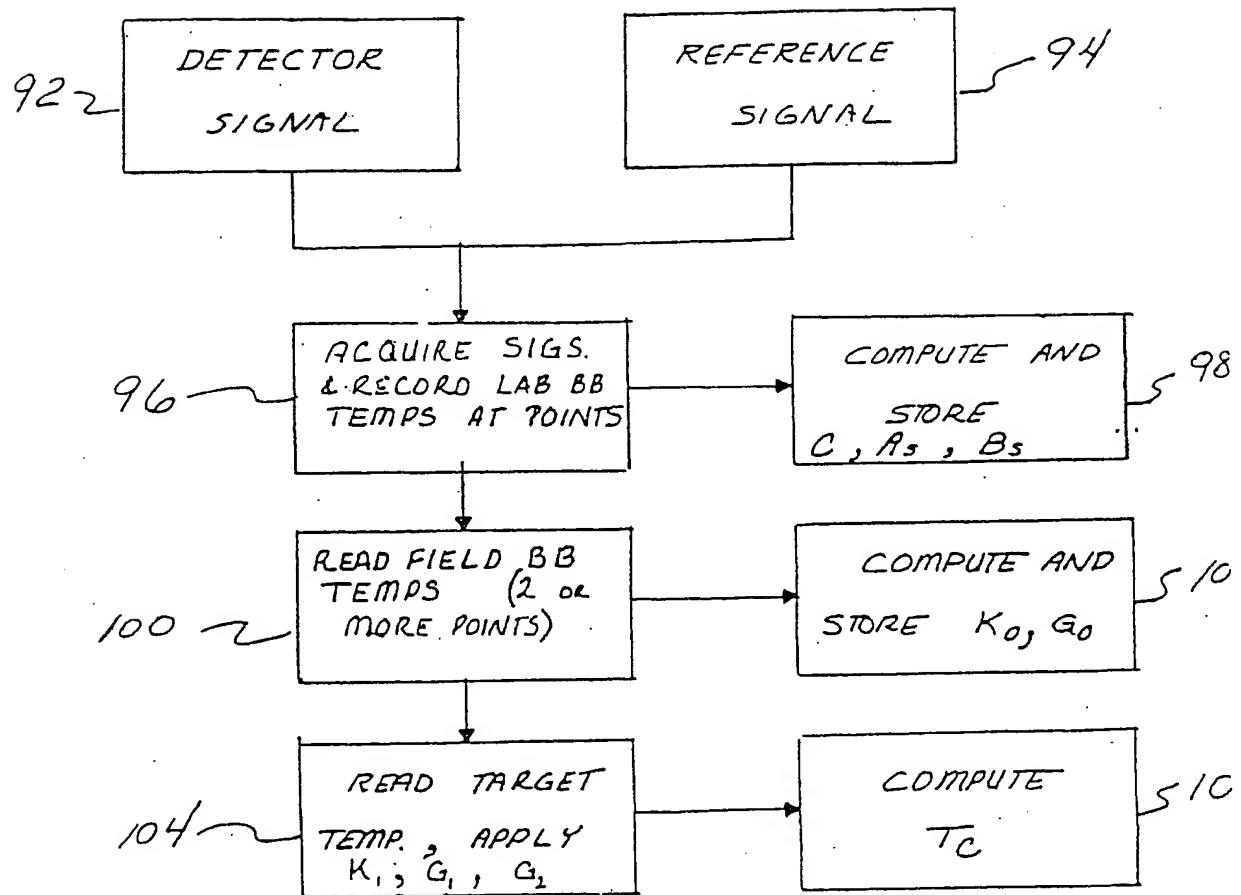 DETECTOR
SIGNAL
92
REFERENCE
SIGNAL
94
ACQUIRE SIGS.
& RECORD LAB BB
TEMPS AT POINTS
96
COMPUTE AND
STORE
C, As, Bs
98
READ FIELD BB
TEMPS (2 OR
MORE POINTS)
100
COMPUTE AND
STORE K0, G0
10
READ TARGET
TEMP., APPLY
K1, G1, G2
104
COMPUTE
TC
10